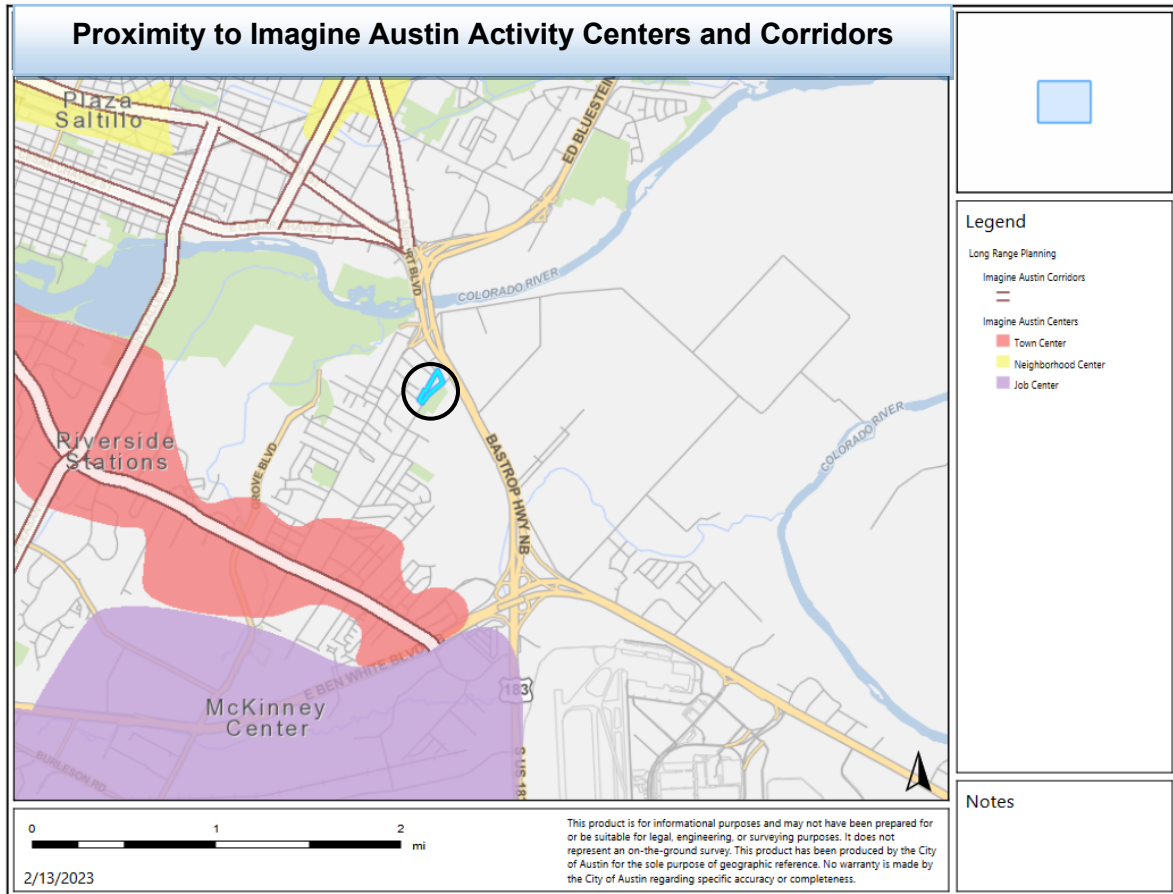 Proximity to Imagine Austin Activity Centers and Corridors
Plaza
Saltillo
ED BLUESTEIN
E CESAR CHAVEZ ST
RT BLVD
COLORADO RIVER
COLORADO RIVER
Riverside
Stations
GROVE BLVD
BASTROP HWY NB
E BEN WHITE BLVD
McKinney
Center
183
BURLESON RD
S US 183
Legend
Long Range Planning
Imagine Austin Corridors
Imagine Austin Centers
Town Center
Neighborhood Center
Job Center
Notes
0 1 2
mi
2/13/2023
This product is for informational purposes and may not have been prepared for
or be suitable for legal, engineering, or surveying purposes. It does not
represent an on-the-ground survey. This product has been produced by the City
of Austin for the sole purpose of geographic reference. No warranty is made by
the City of Austin regarding specific accuracy or completeness.